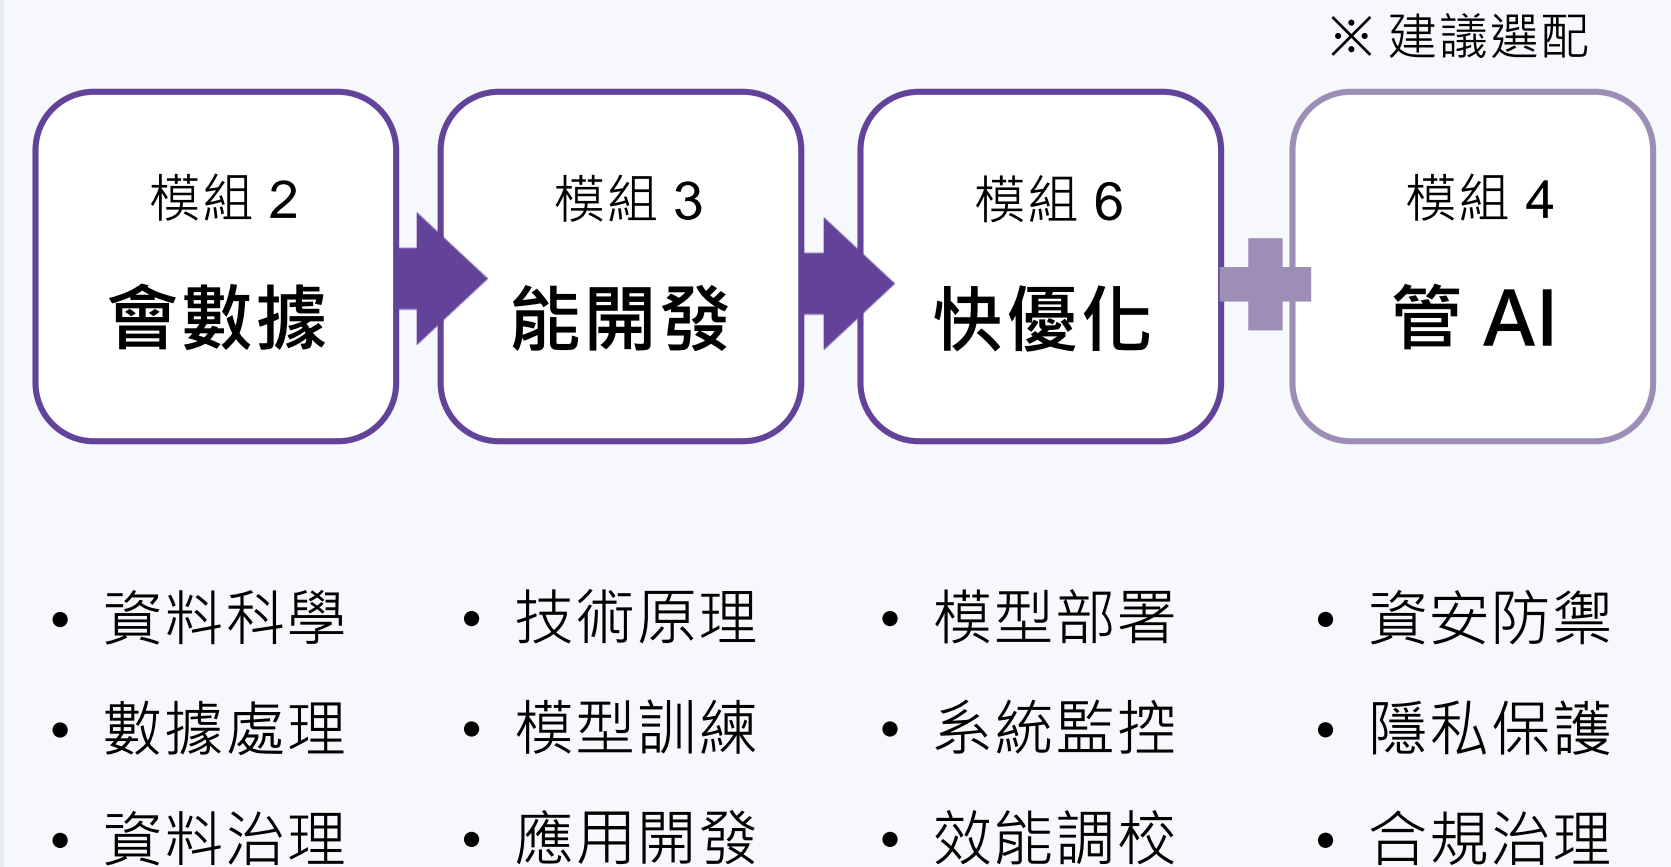 ※ 建議選配
模組 2
會數據
模組 3
能開發
模組 6
快優化
模組 4
管 AI
• 資料科學
• 數據處理
• 資料治理
• 技術原理
• 模型訓練
• 應用開發
• 模型部署
• 系統監控
• 效能調校
• 資安防禦
• 隱私保護
• 合規治理